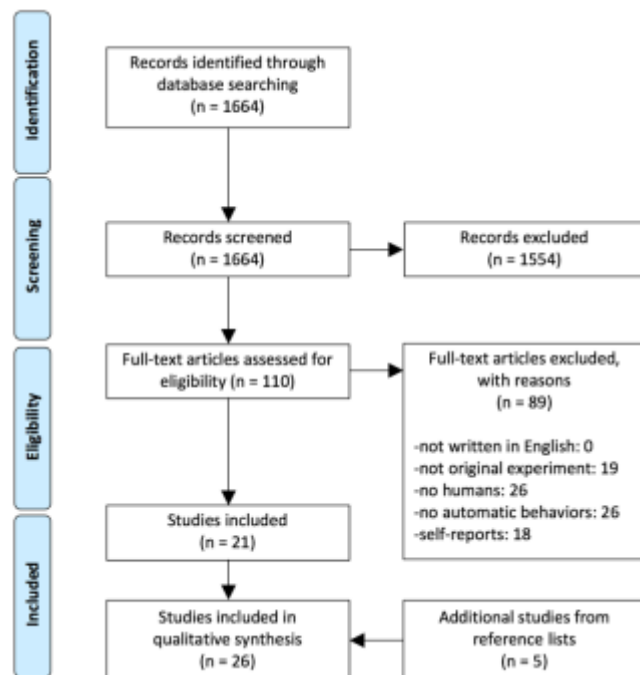 Identification
Records identified through
database searching
(n = 1664)
Screening
Records screened
(n = 1664)
Records excluded
(n = 1554)
Eligibility
Full-text articles assessed for
eligibility (n = 110)
Full-text articles excluded,
with reasons
(n = 89)
-not written in English: 0
-not original experiment: 19
-no humans: 26
-no automatic behaviors: 26
-self-reports: 18
Studies included
(n = 21)
Included
Studies included in
qualitative synthesis
(n = 26)
Additional studies from
reference lists
(n = 5)